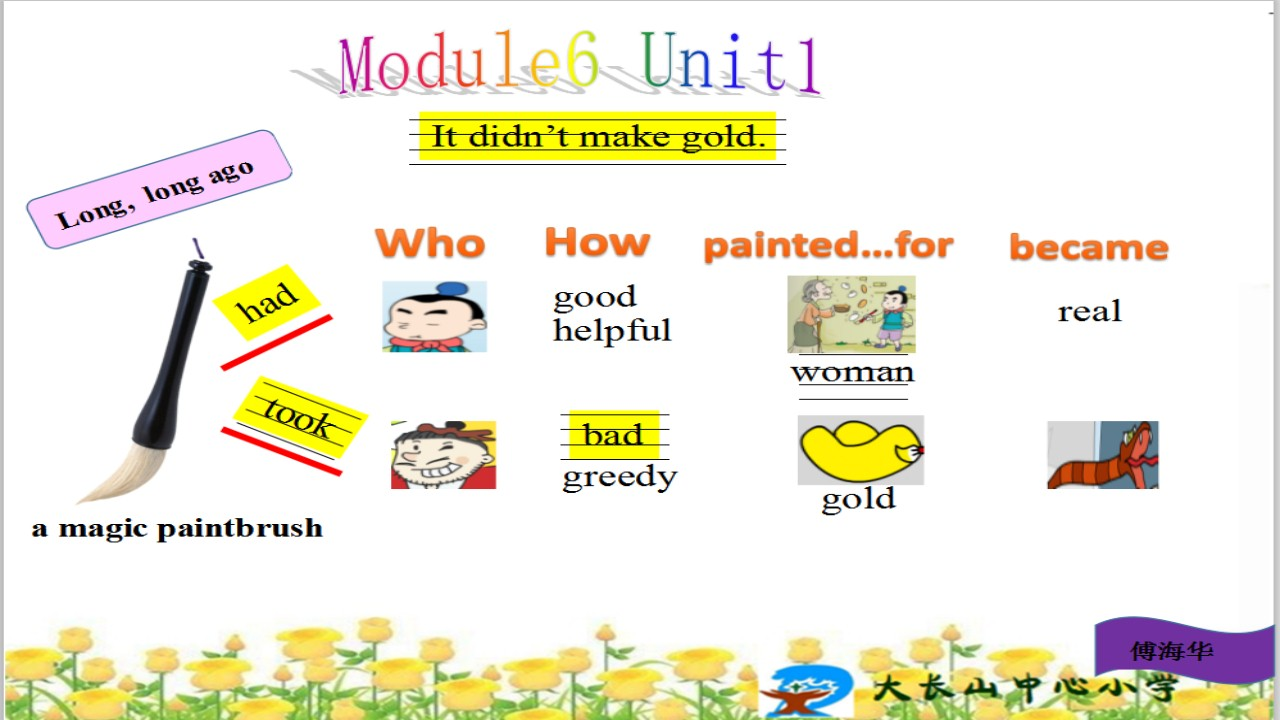 Module6 Unit1
It didn't make gold.
Long, long ago
Who How painted...for became
had
good
helpful
real
woman
took
bad
greedy
gold
a magic paintbrush
傅海华
大长山中心小学